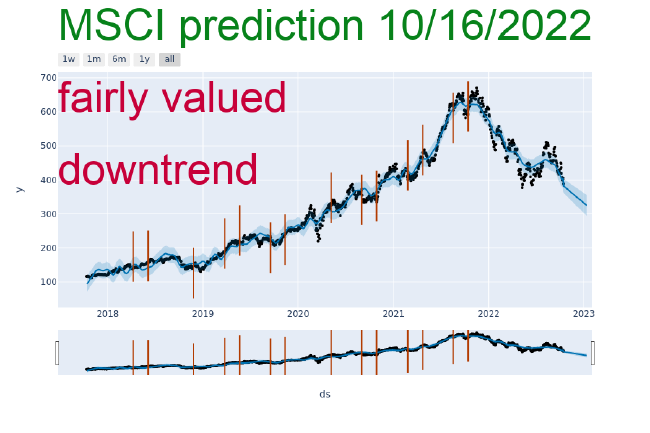 MSCI prediction 10/16/2022
1w 1m 6m 1y all
700
fairly valued
600
500
downtrend
400
y
300
200
100
2018 2019 2020 2021 2022 2023
ds